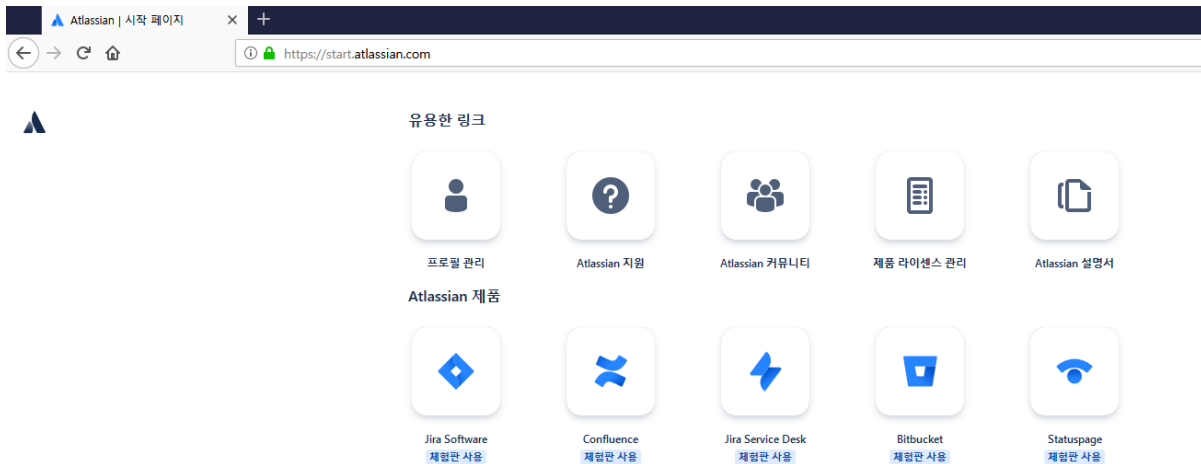 Atlassian | 시작 페이지
https://start.atlassian.com
유용한 링크
프로필 관리
Atlassian 지원
Atlassian 커뮤니티
제품 라이센스 관리
Atlassian 설명서
Atlassian 제품
Jira Software
Confluence
Jira Service Desk
Bitbucket
Statuspage
체험판 사용
체험판 사용
체험판 사용
체험판 사용
체험판 사용